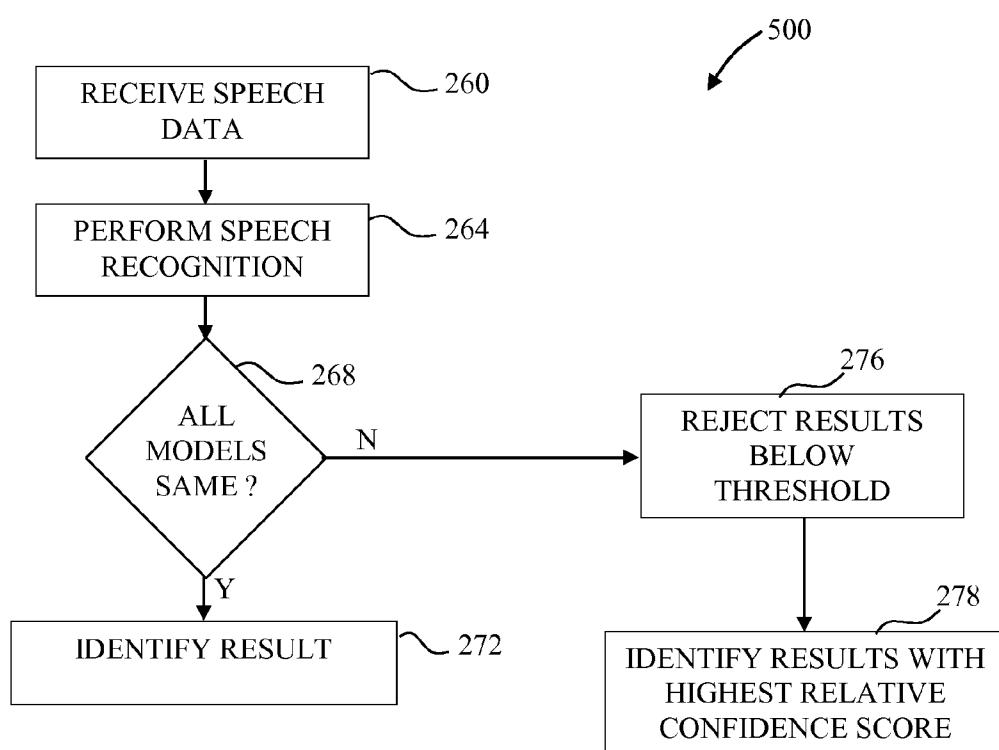 500
RECEIVE SPEECH
DATA
260
PERFORM SPEECH
RECOGNITION
264
268
ALL
MODELS
SAME ?
N
Y
276
REJECT RESULTS
BELOW
THRESHOLD
IDENTIFY RESULT
272
278
IDENTIFY RESULTS WITH
HIGHEST RELATIVE
CONFIDENCE SCORE